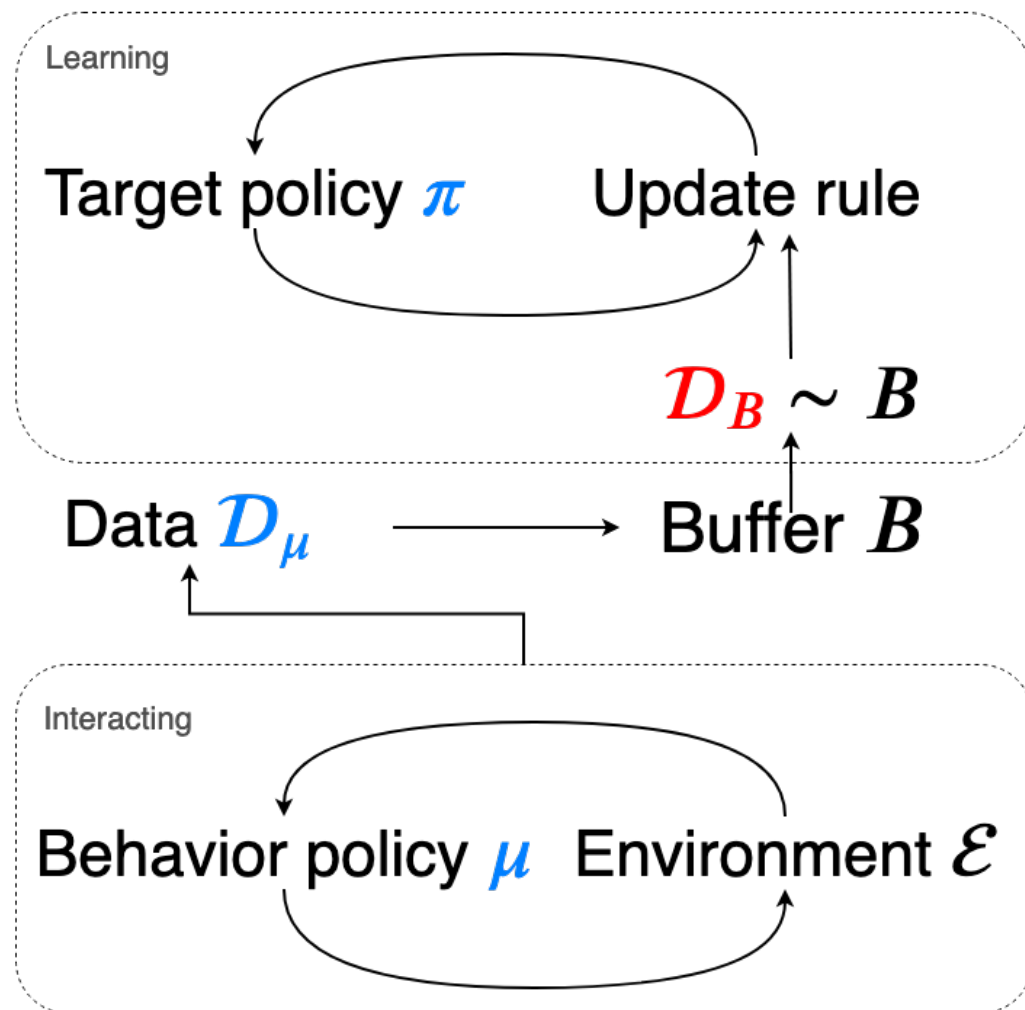 Learning
Target policy π
Update rule
𝒟_B ~ B
Data 𝒟_μ
Buffer B
Interacting
Behavior policy μ
Environment ℰ